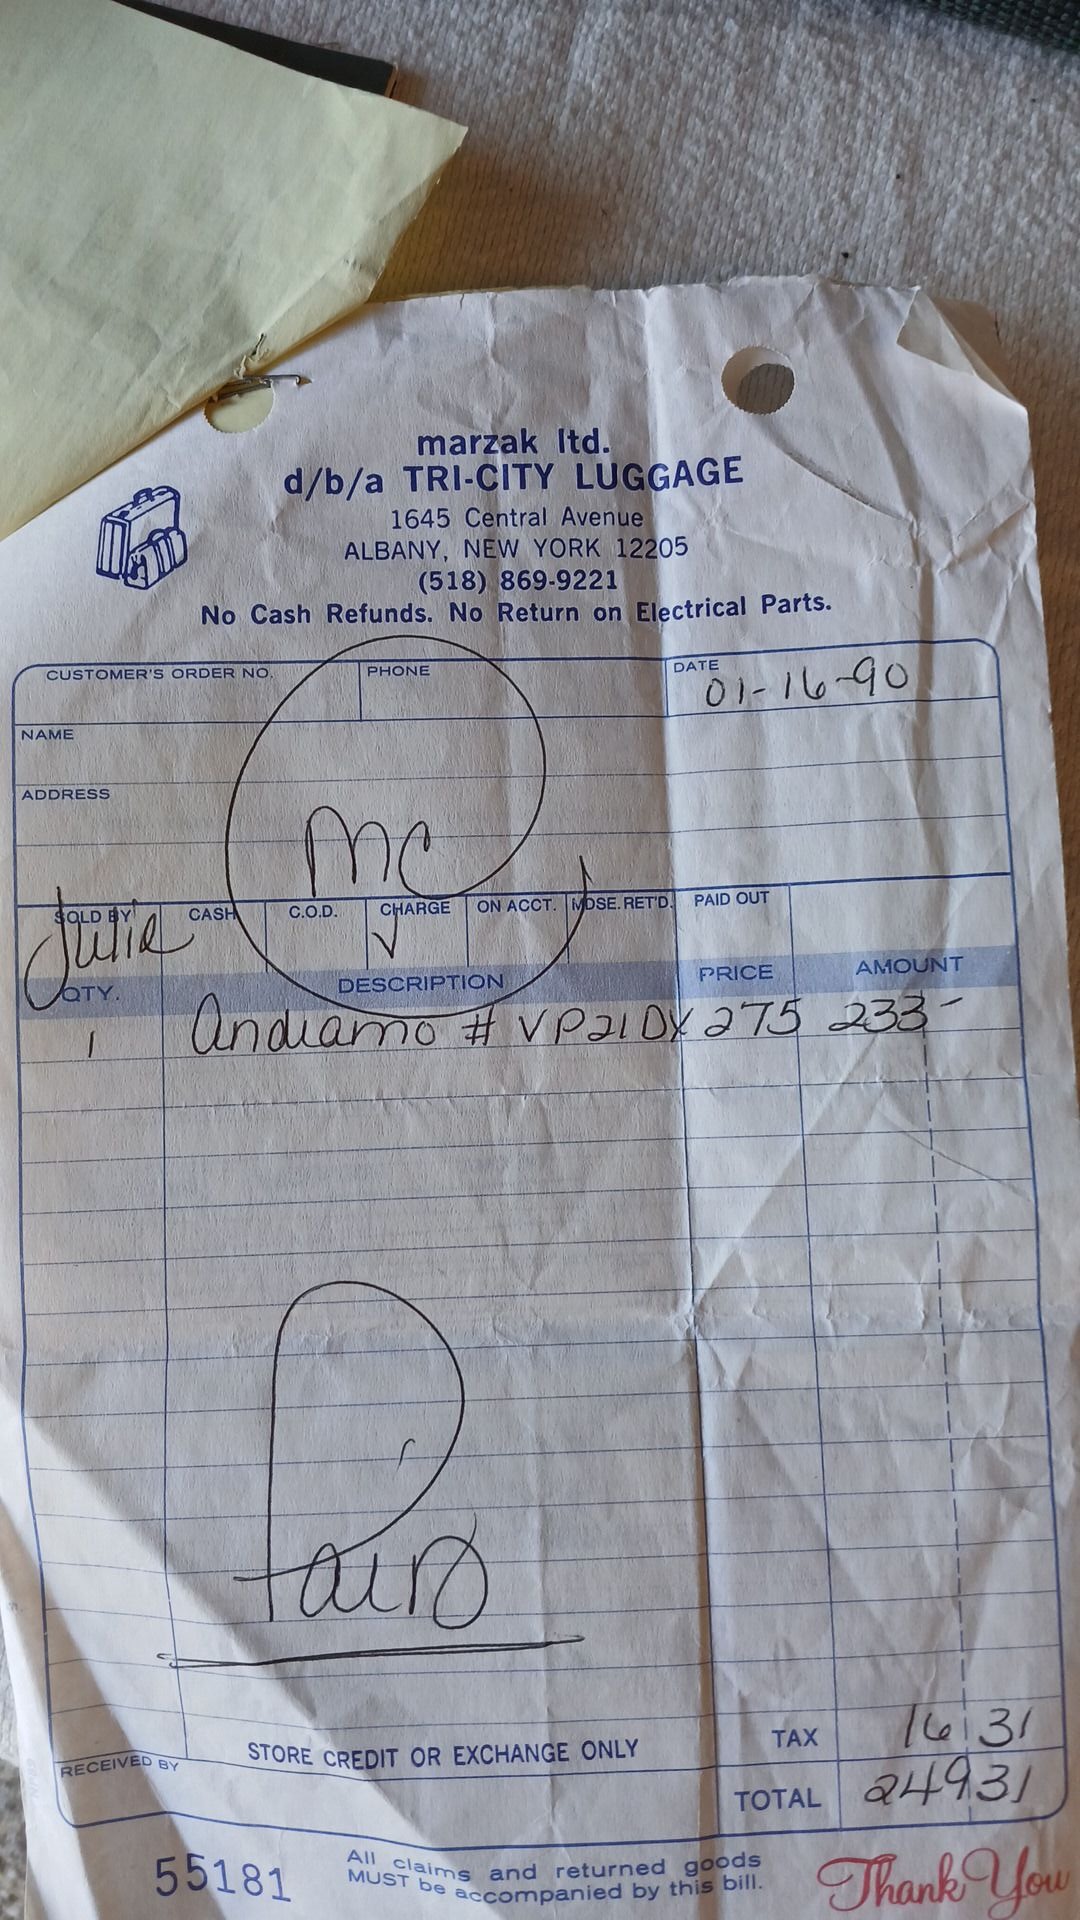 marzak ltd.
d/b/a TRI-CITY LUGGAGE
1645 Central Avenue
ALBANY, NEW YORK 12205
(518) 869-9221
No Cash Refunds. No Return on Electrical Parts.
CUSTOMER'S ORDER NO. PHONE DATE 01-16-90
NAME
ADDRESS
MC
SOLD BY Julie CASH C.O.D. CHARGE ✓ ON ACCT. MDSE. RET'D. PAID OUT
QTY. DESCRIPTION PRICE AMOUNT
1 Andiamo # VP21DX 275 233-
Paid
TAX 16 31
STORE CREDIT OR EXCHANGE ONLY
RECEIVED BY
TOTAL 249 31
55181
All claims and returned goods
MUST be accompanied by this bill.
Thank You